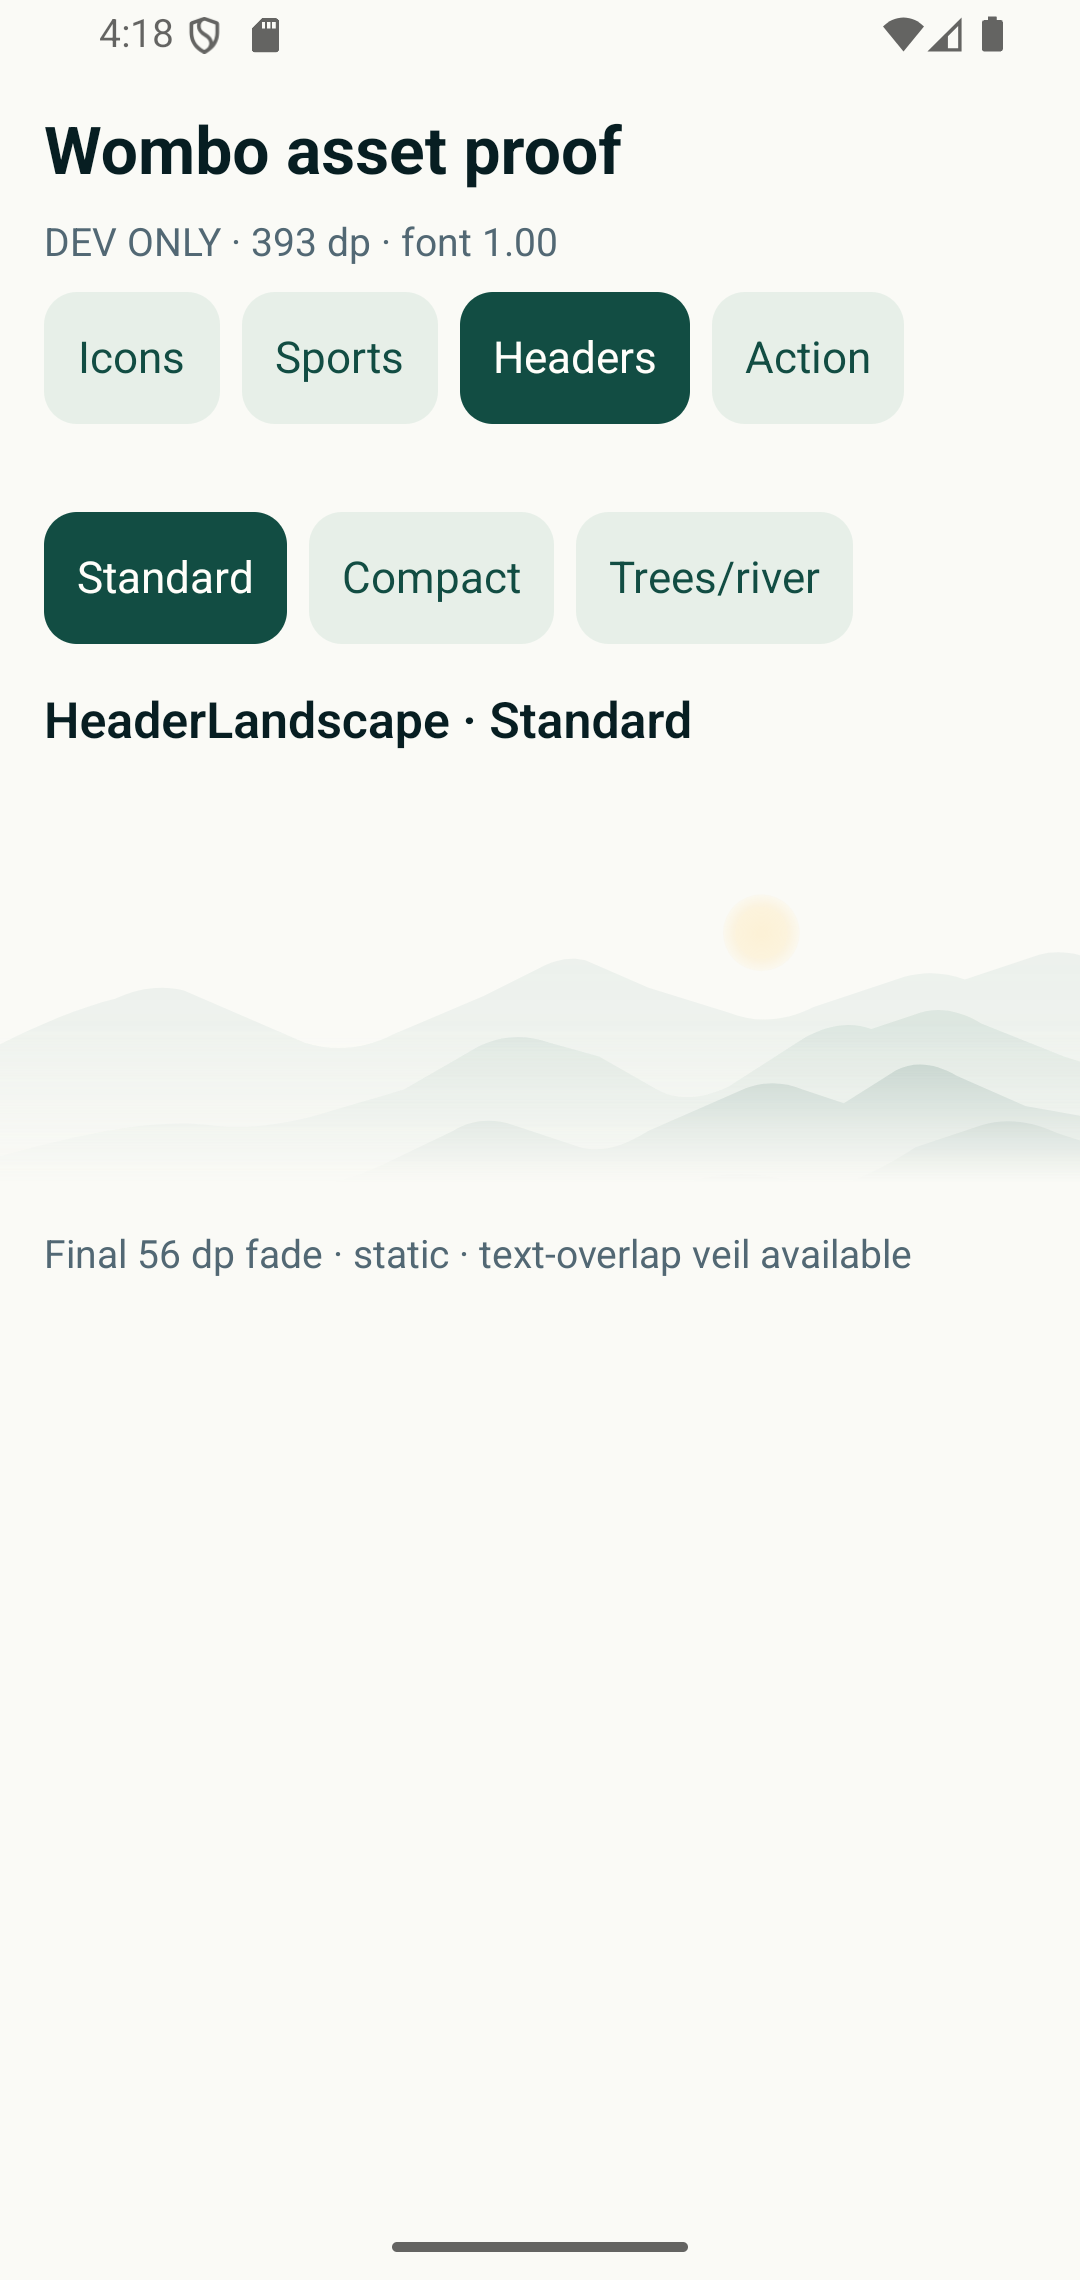 4:18
Wombo asset proof
DEV ONLY · 393 dp · font 1.00
Icons Sports Headers Action
Standard Compact Trees/river
HeaderLandscape · Standard
Final 56 dp fade · static · text-overlap veil available